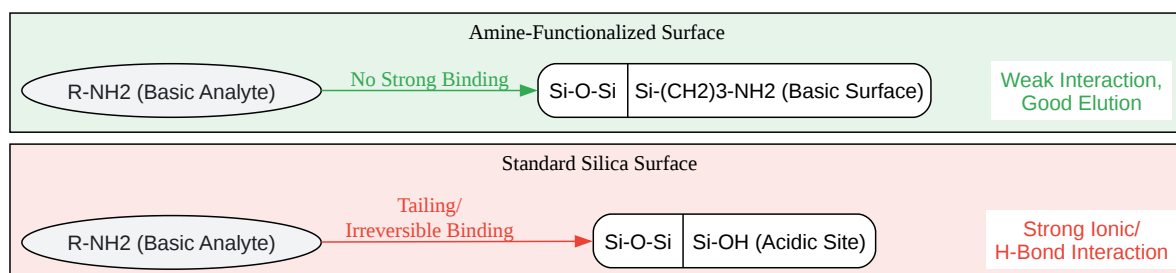 Amine-Functionalized Surface
R-NH2 (Basic Analyte)
No Strong Binding
Si-O-Si
Si-(CH2)3-NH2 (Basic Surface)
Weak Interaction,
Good Elution
Standard Silica Surface
R-NH2 (Basic Analyte)
Tailing/
Irreversible Binding
Si-O-Si
Si-OH (Acidic Site)
Strong Ionic/
H-Bond Interaction